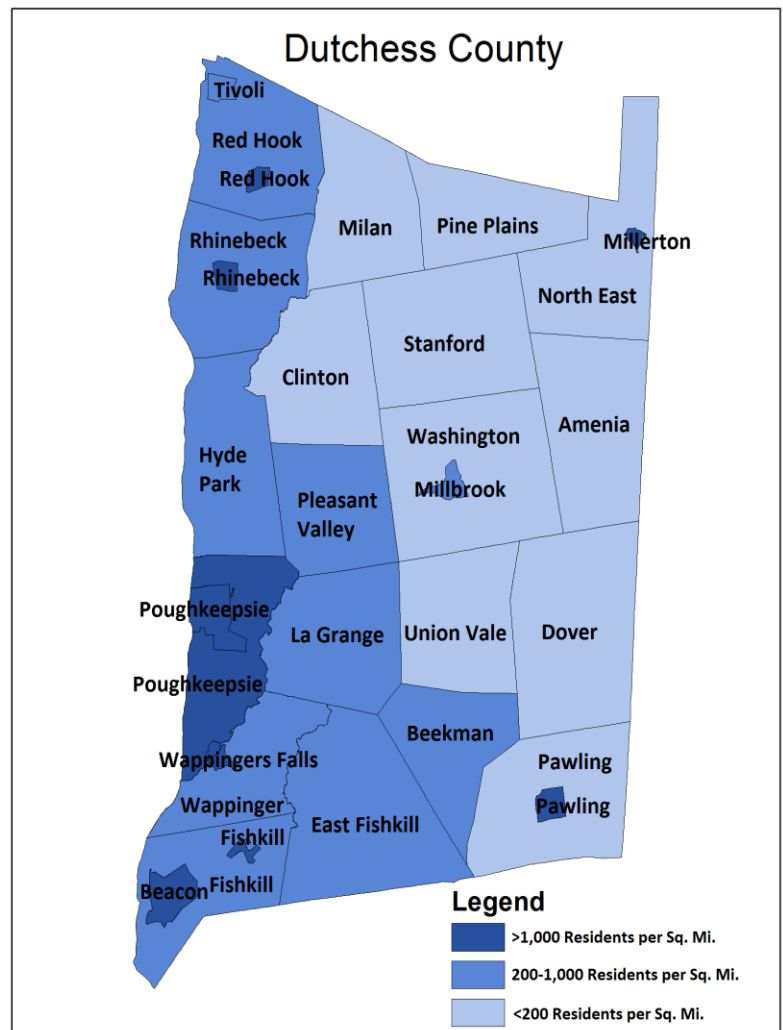 Dutchess County
Tivoli
Red Hook
Red Hook
Rhinebeck
Rhinebeck
Milan
Pine Plains
Millerton
North East
Stanford
Clinton
Amenia
Washington
Millbrook
Hyde
Park
Pleasant
Valley
Poughkeepsie
La Grange
Union Vale
Dover
Poughkeepsie
Beekman
Wappingers Falls
Pawling
Wappinger
Pawling
East Fishkill
Fishkill
Beacon
Fishkill
Legend
>1,000 Residents per Sq. Mi.
200-1,000 Residents per Sq. Mi.
<200 Residents per Sq. Mi.